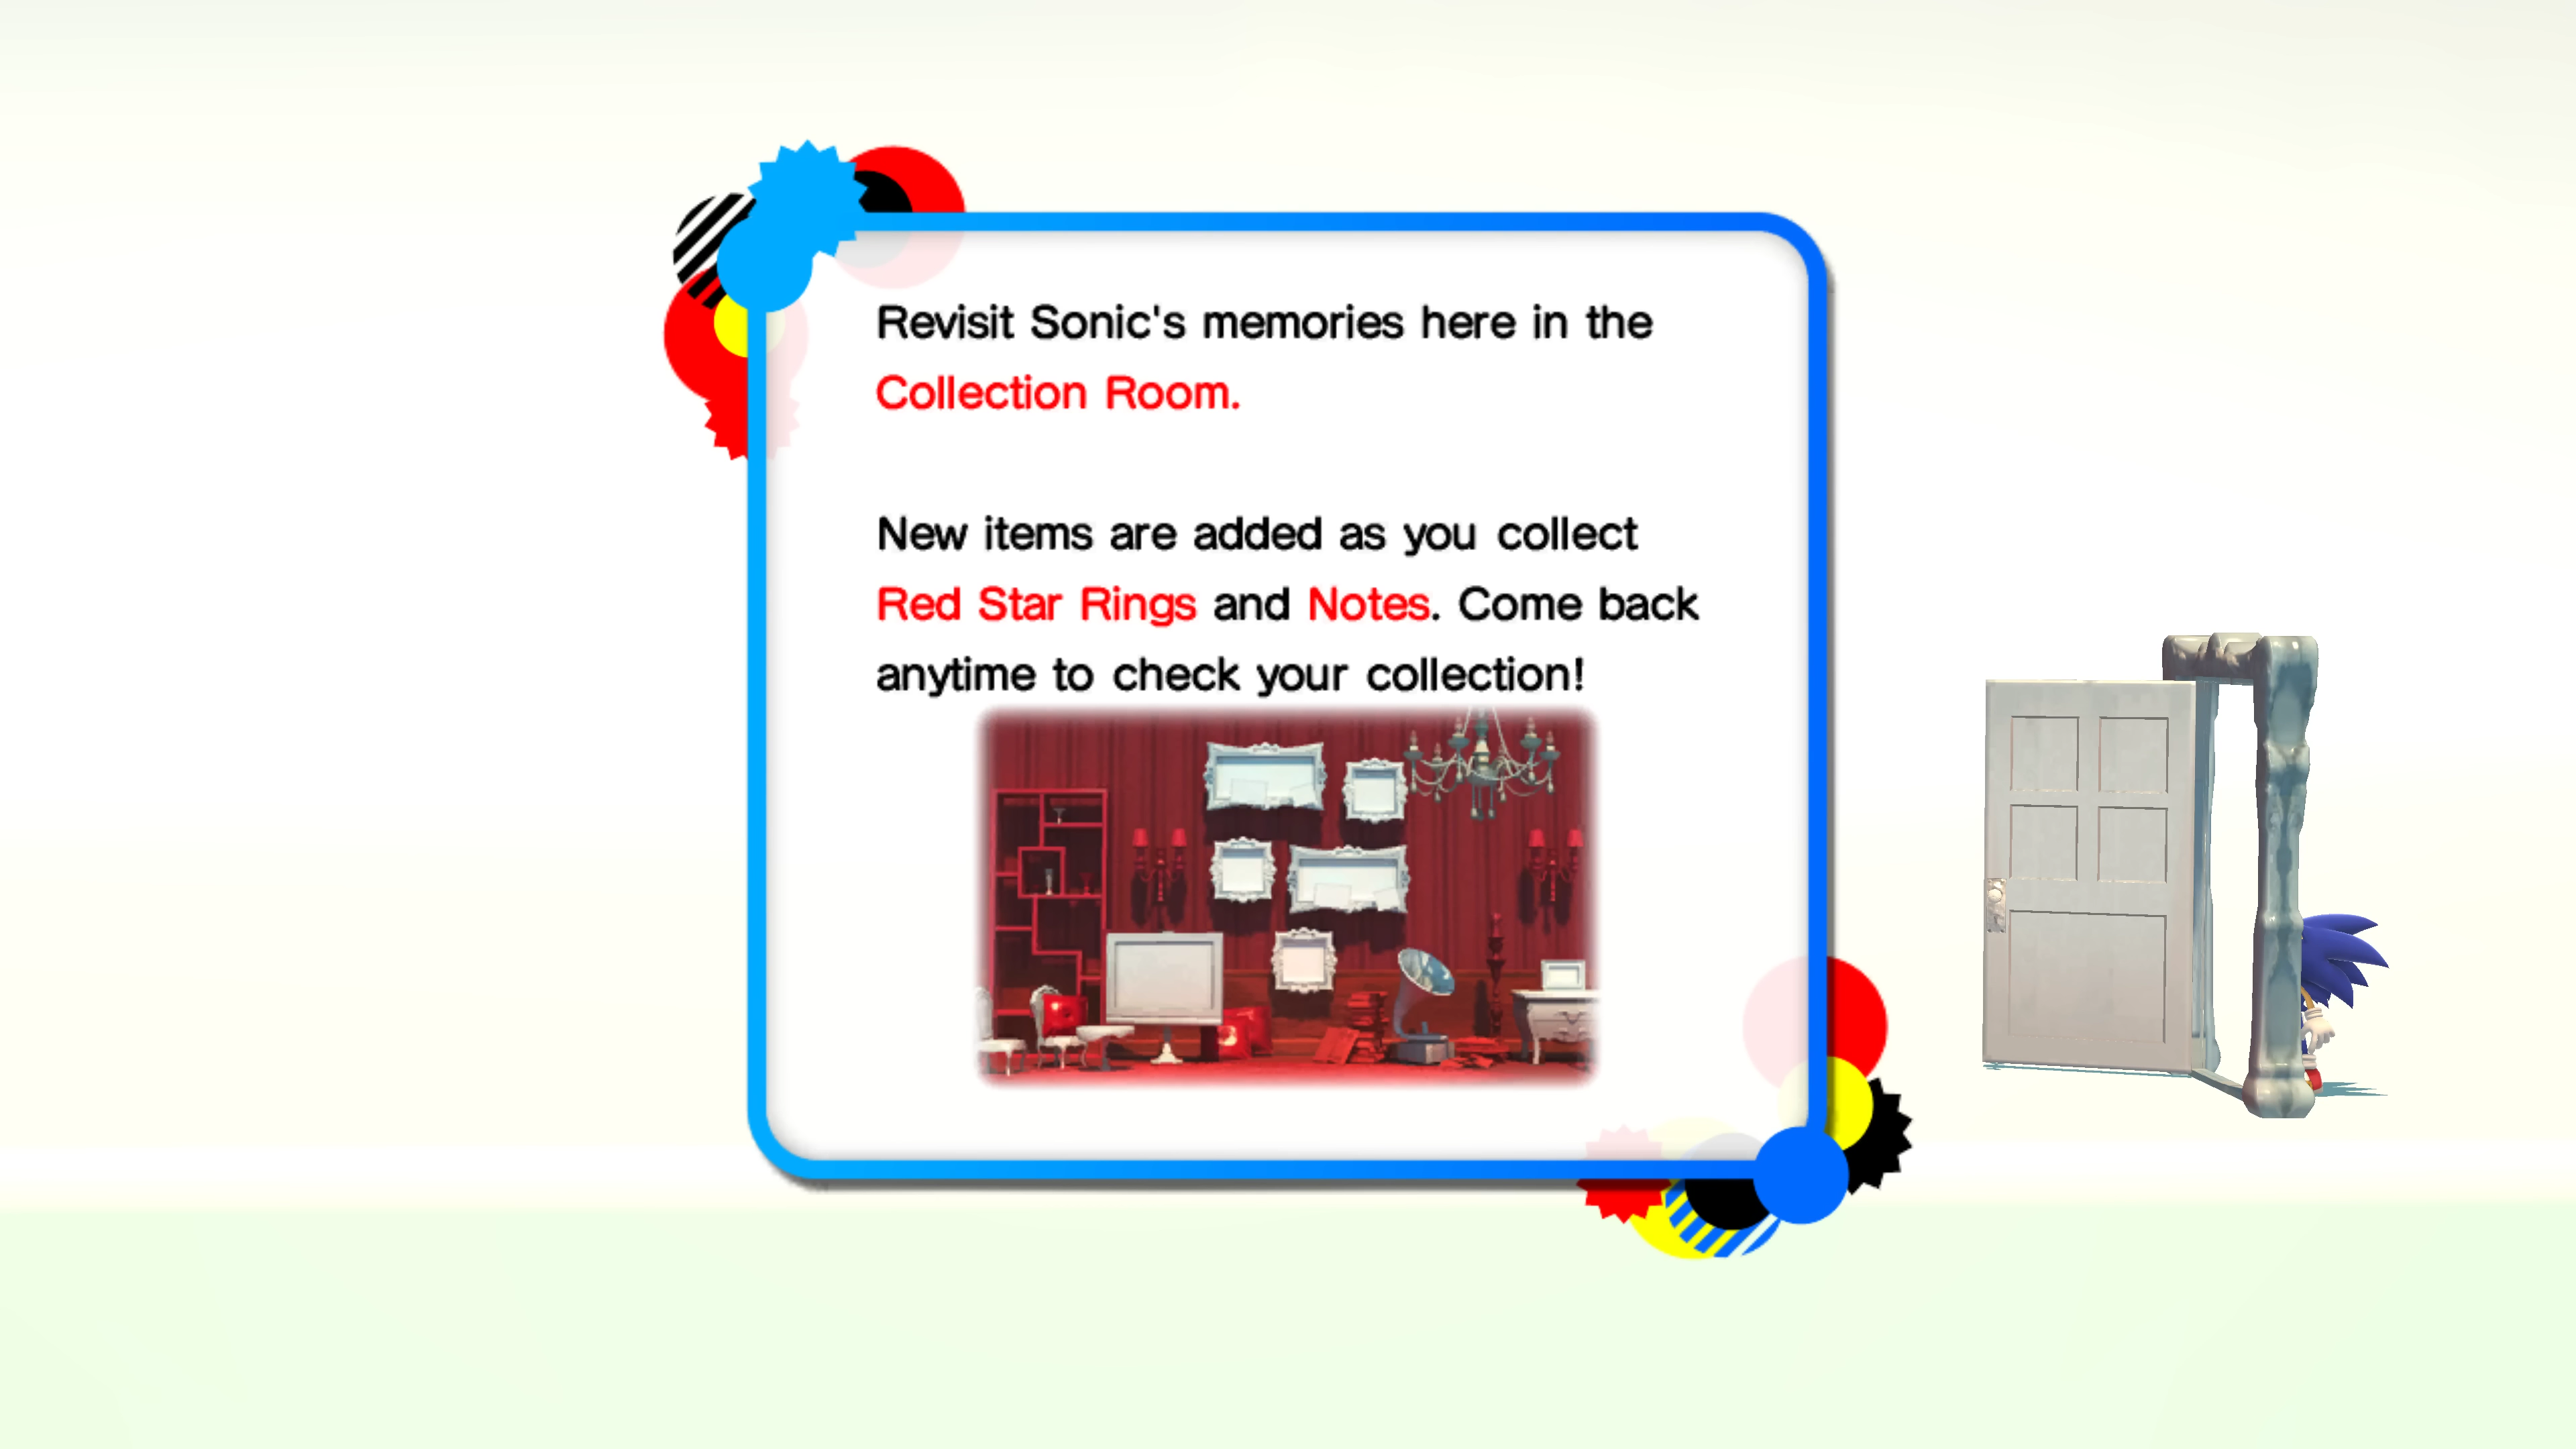 Revisit Sonic's memories here in the
Collection Room.
New items are added as you collect
Red Star Rings and Notes. Come back
anytime to check your collection!